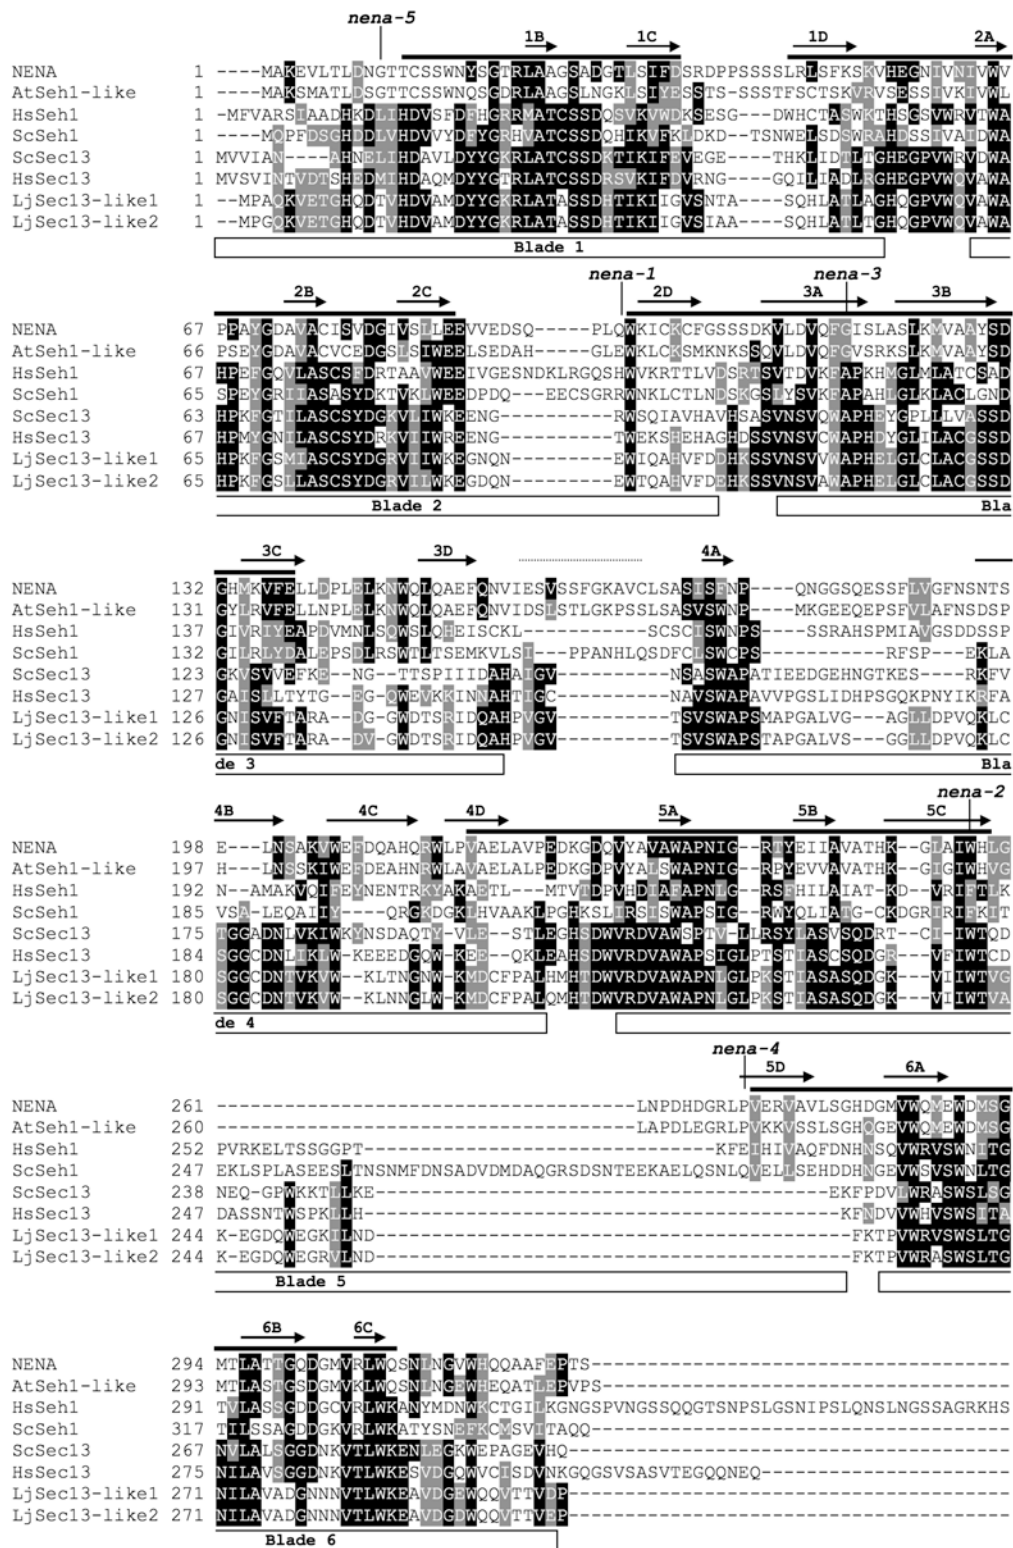 nena-5
1B 1C 1D 2A
NENA 1 ----MAKEVLTLDNGTTCSSWNYSGTRLAAGSADGTLSIFDSRDPPSSSSLRLSFKSKVHEGNIVNIVWV
AtSeh1-like 1 ----MAKSMATLDSGTTCSSWNQSGDRLAAGSLNGKLSIYESSTS-SSSTFSCTSKVRVSESSIVKIVWL
HsSeh1 1 --MFVARSIAADHKDLIHDVSFDFHGRRMATCSSDQSVKVWDKSESG---DWHCTASWKTHSGSVWRVTWA
ScSeh1 1 ----MQPFDSGHDDLVHDVVYDFYGRHVATCSSDQHIKVFKLDKD-TSNWELSDSWRAHDSSIVAIDWA
ScSec13 1 MVVIAN----AHNELIHDAVLDYYGKRLATCSSDKTIKIFEVEGE----THKLIDTLTGHEGPVWRVDWA
HsSec13 1 MVSVINTVDTSHEDMIHDAQMDYYGTRLATCSSDRSVKIFDVRNG----GQILIADLRGHEGPVWQVAWA
LjSec13-like1 1 --MPAQKVETGHQDTVHDVAMDYYGKRLATASSDHTIKIIGVSNTA---SQHLATLAGHQGPVWQVAWA
LjSec13-like2 1 --MPGQKVETGHQDTVHDVAMDYYGKRLATASSDHTIKIIGVSIAA---SQHLATLTGHQGPVWQVAWA
Blade 1
nena-1 nena-3
2B 2C 2D 3A 3B
NENA 67 PPAYGDAVACISVDGIVSLLEEVVEDSQ-----PLQWKICKCFGSSSDKVLDVQFGISLASLKMVAAYSD
AtSeh1-like 66 PSEYGDAVACVCEDGSLSIWEELSEDAH-----GLEWKLCKSMKNKSSQVLDVQFGVSRKSLKMVAAYSD
HsSeh1 67 HPEFGQVLASCSFDRTAAVWEEIVGESNDKLRGQSHWVKRTTLVDSRTSVTDVKFAPKHMGLMLATCSAD
ScSeh1 65 SPEYGRIIASASYDKTVKLWEEDPDQ---EECSGRRWNKLCTLNDSKGSLYSVKFAPAHLGLKLACLGND
ScSec13 63 HPKFGTILASCSYDGKVLIWKEENG----------RWSQIAVHAVHSASVNSVQWAPHEYGPLLLVASSD
HsSec13 67 HPMYGNILASCSYDRKVIIWREENG----------TWEKSHEHAGHDSSVNSVCWAPHDYGLILACGSSD
LjSec13-like1 65 HPKFGSMIASCSYDGRVIIWKEGNQN---------EWIQAHVFDDHKSSVNSVVWAPHELGLCLACGSSD
LjSec13-like2 65 HPKFGSLLASCSYDGRVILWKEGDQN---------EWTQAHVFDEHKSSVNSVAWAPHELGLCLACGSSD
Blade 2 Bla
3C 3D 4A
NENA 132 GHMKVFELLDPLELKNWQLQAEFQNVIESVSSFGKAVCLSASISFNP----QNGGSQESSFLVGFNSNTS
AtSeh1-like 131 GYLRVFELLNPLELKNWQLQAEFQNVIDSLSTLGKPSSLSASVSWNP----MKGEEQEPSFVLAFNSDSP
HsSeh1 137 GIVRIYEAPDVMNLSQWSLQHEISCKL------------SCSCISWNPS----SSRAHSPMIAVGSDDSSP
ScSeh1 132 GILRLYDALEPSDLRSWTLTSEMKVLSI---PPANHLQSDFCLSWCPS---------RFSP---EKLA
ScSec13 123 GKVSVVEFKE---NG--TTSPIIIDAHAIGV----------NSASWAPATIEEDGEHNGTKES---RKFV
HsSec13 127 GAISLLTYTG---EG-QWEVKKINNAHTIGC----------NAVSWAPAVVPGSLIDHPSGQKPNYIKRFA
LjSec13-like1 126 GNISVFTARA--DG-GWDTSRIDQAHPVGV----------TSVSWAPSMAPGALVG---AGLLDPVQKLC
LjSec13-like2 126 GNISVFTARA--DV-GWDTSRIDQAHPVGV----------TSVSWAPSTAPGALVS---GGLLDPVQKLC
de 3 Bla
nena-2
4B 4C 4D 5A 5B 5C
NENA 198 E---LNSAKVWEFDQAHQRWLPVAELAVPEDKGDQVYAVAWAPNIG--RTYEIIAVATHK--GLAIWHLG
AtSeh1-like 197 H---LNSSKIWEFDEAHNRWLPVAELALPEDKGDPVYALSWAPNIG--RPYEVVAVATHK--GIGIWHVG
HsSeh1 192 N--AMAKVQIFEYNENTRKYAKAETL---MTVTDPVHDIAFAPNLG--RSFHILAIAT-KD--VRIFTLK
ScSeh1 185 VSA-LEQAIIY----QRGKDGKLHVAAKLPGHKSLIRSISWAPSIG--RWYQLIATG-CKDGRIRIFKIT
ScSec13 175 TGGADNLVKIWKYNSDAQTY-VLE--STLEGHSDWVRDVAWSPTV-LLRSYLASVSQDRT--CI-IWTQD
HsSec13 184 SGGCDNLIKLW-KEEEDGQW-KEE--QKLEAHSDWVRDVAWAPSIGLPTSTIASCSQDGR---VFIWTCD
LjSec13-like1 180 SGGCDNTVKVW--KLTNGNW-KMDCFPALHMHTDWVRDVAWAPNLGLPKSTIASASQDGK---VIIWTVG
LjSec13-like2 180 SGGCDNTVKVW--KLNNGLW-KMDCFPALQMHTDWVRDVAWAPNLGLPKSTIASASQDGK---VIIWTVA
de 4
nena-4
5D 6A
NENA 261 -------------------------------------LNPDHDGRLPVERVAVLSGHDGMVWQMEWDMSG
AtSeh1-like 260 -------------------------------------LAPDLEGRLPVKKVSSLSGHQGEVWQMEWDMSG
HsSeh1 252 PVRKELTSSGGPT-------------------------------KFEIHIVAQFDNHNSQVWRVSWNITG
ScSeh1 247 EKLSPLASEESLTNSNMFDNSADVDMDAQGRSDSNTEEKAELQSNLQVELLSEHDDHNGEVWSVSWNLTG
ScSec13 238 NEQ-GPWKKTLLKE----------------------------------------EKFPDVLWRASWSLSG
HsSec13 247 DASSNTWSPKLLH------------------------------------------KFNDVVWHVSWSITA
LjSec13-like1 244 K-EGDQWEGKILND------------------------------------------FKTPVWRVSWSLTG
LjSec13-like2 244 K-EGDQWEGRVLND------------------------------------------FKTPVWRASWSLTG
Blade 5
6B 6C
NENA 294 MTLATTGQDGMVRLWQSNLNGVWHQQAAFEPTS-------------------------------------
AtSeh1-like 293 MTLASTGSDGMVKLWQSNLNGEWHEQATLEPVPS------------------------------------
HsSeh1 291 TVLASSGDDGCVRLWKANYMDNWKCTGILKGNGSPVNGSSQQGTSNPSLGSNIPSLQNSLNGSSAGRKHS
ScSeh1 317 TILSSAGDDGKVRLWKATYSNEFKCMSVITAQQ-------------------------------------
ScSec13 267 NVLALSGGDNKVTLWKENLEGKWEPAGEVHQ---------------------------------------
HsSec13 275 NILAVSGGDNKVTLWKESVDGQWVCISDVNKGQGSVSASVTEGQQNEQ----------------------
LjSec13-like1 271 NILAVADGNNNVTLWKEAVDGEWQQVTTVDP---------------------------------------
LjSec13-like2 271 NILAVADGNNNVTLWKEAVDGDWQQVTTVEP---------------------------------------
Blade 6